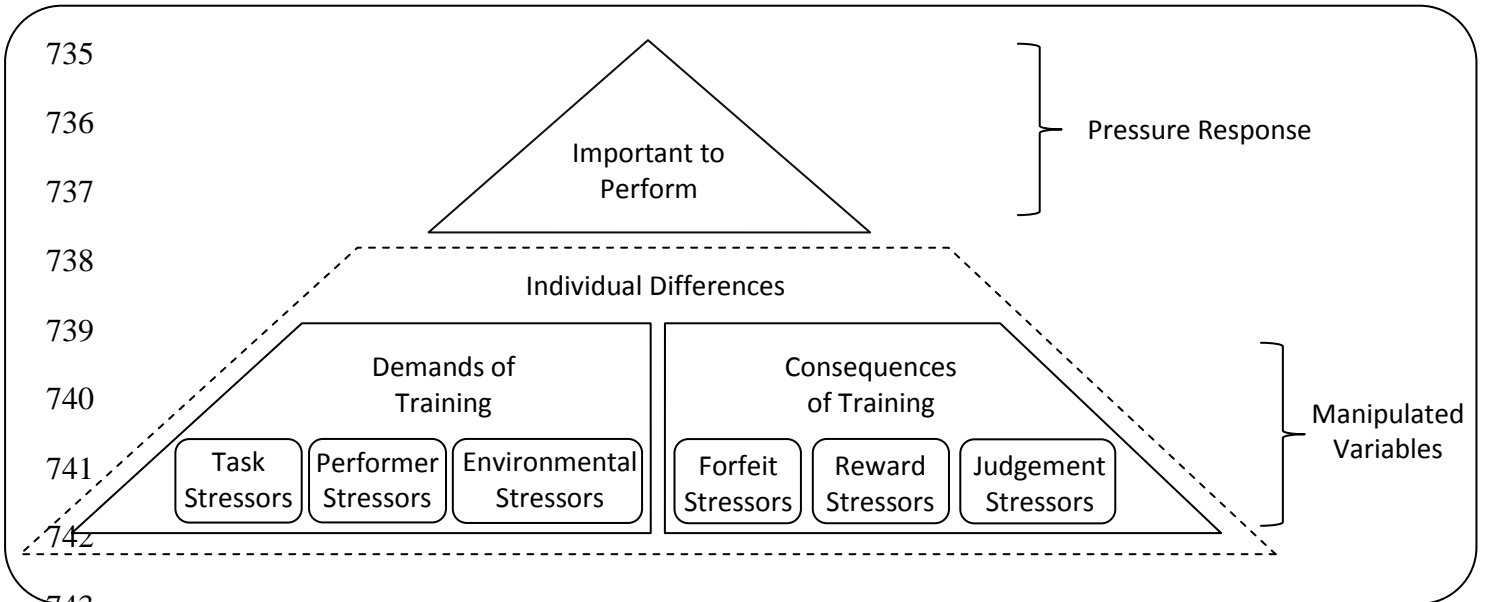 735
736
Pressure Response
Important to
Perform
737
738
Individual Differences
739
Demands of
Training
Consequences
of Training
740
Manipulated
Variables
741
Task
Stressors
Performer
Stressors
Environmental
Stressors
Forfeit
Stressors
Reward
Stressors
Judgement
Stressors
742
743